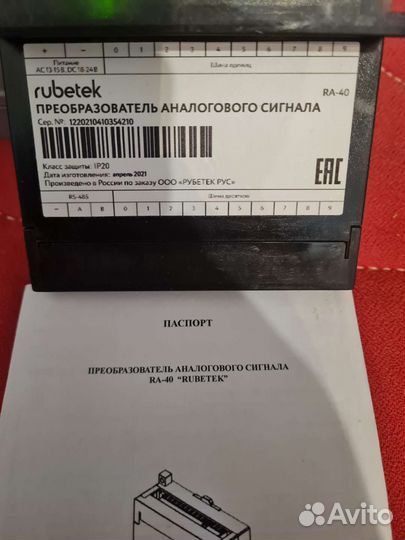 + - 0 1 2 3 4 5 6 7 8 9
Питание
AC 13-15 В, DC 18-24 В
Шина единиц
rubetek
RA-40
ПРЕОБРАЗОВАТЕЛЬ АНАЛОГОВОГО СИГНАЛА
Сер. №: 1220210410354210
Класс защиты: IP20
Дата изготовления: апрель 2021
Произведено в России по заказу ООО «РУБЕТЕК РУС»
EAC
RS-485
Шина десятков
- A B 0 1 2 3 4 5 6 7 8 9
ПАСПОРТ
ПРЕОБРАЗОВАТЕЛЬ АНАЛОГОВОГО СИГНАЛА
RA-40 "RUBETEK"
Avito